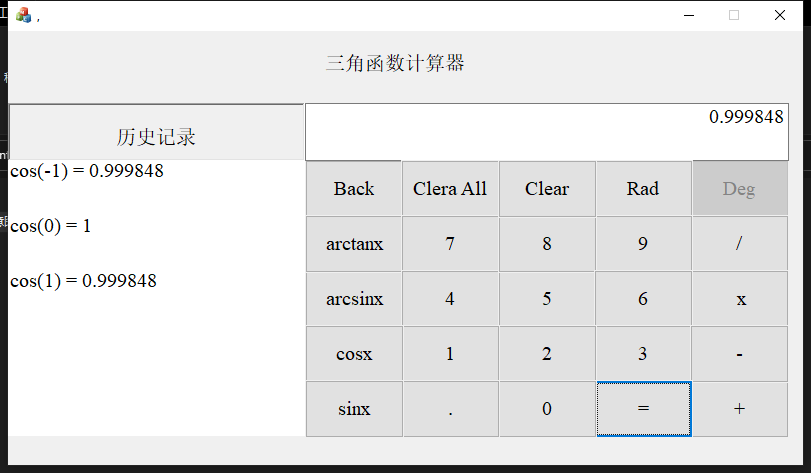 ,
三角函数计算器
历史记录
0.999848
cos(-1) = 0.999848
cos(0) = 1
cos(1) = 0.999848
Back Clera All Clear Rad Deg
arctanx 7 8 9 /
arcsinx 4 5 6 x
cosx 1 2 3 -
sinx . 0 = +